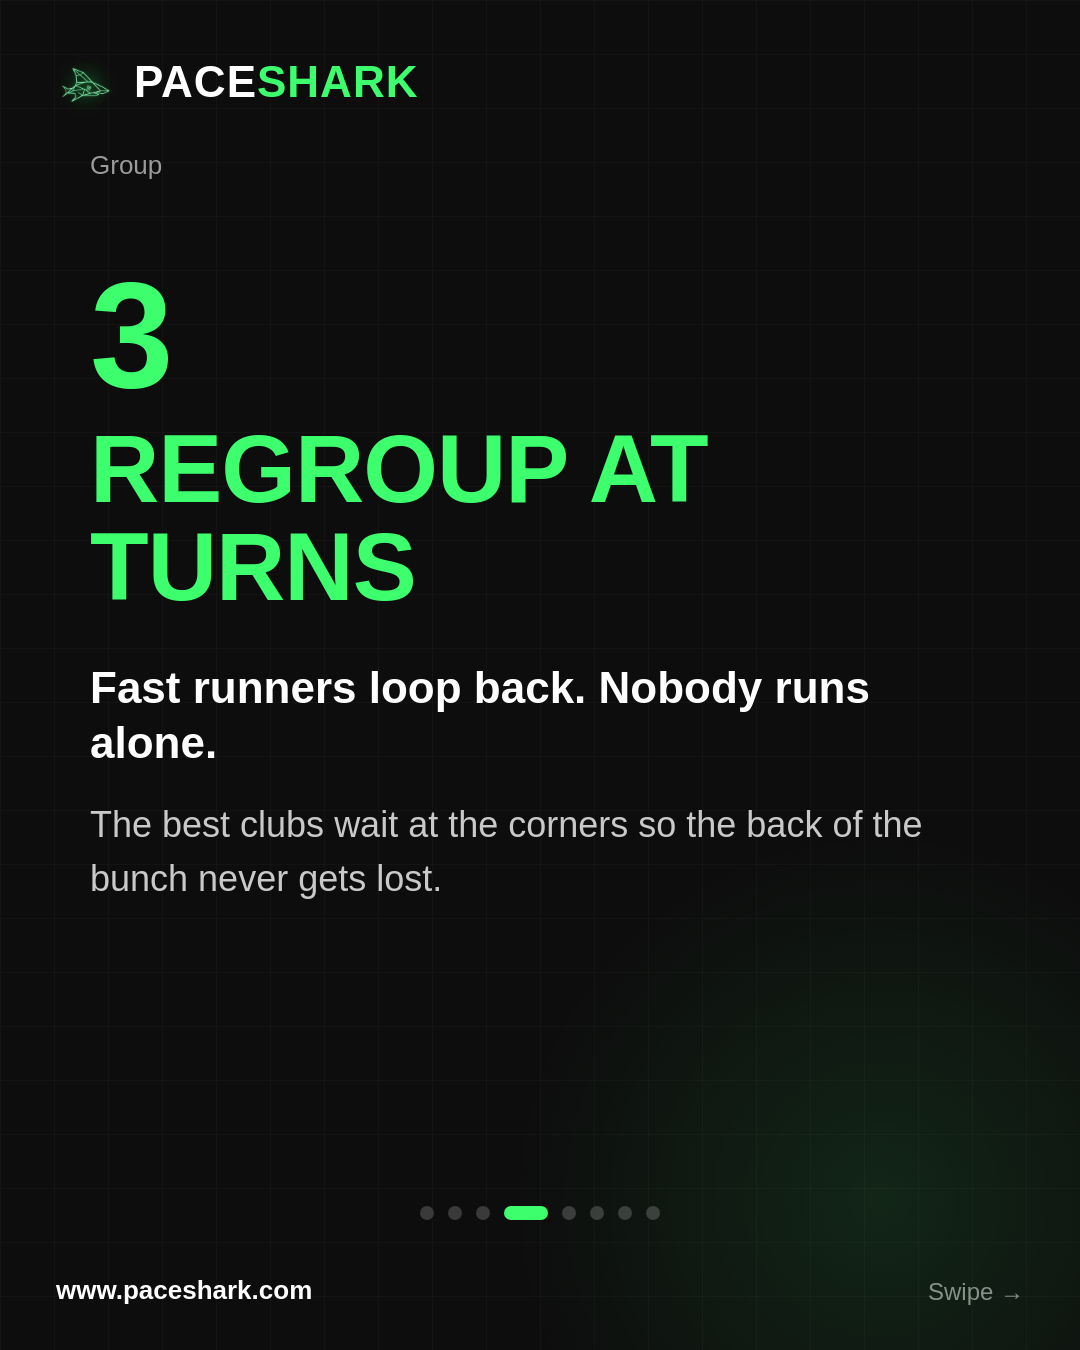 PACESHARK
Group
3
REGROUP AT
TURNS
Fast runners loop back. Nobody runs
alone.
The best clubs wait at the corners so the back of the
bunch never gets lost.
www.paceshark.com
Swipe →